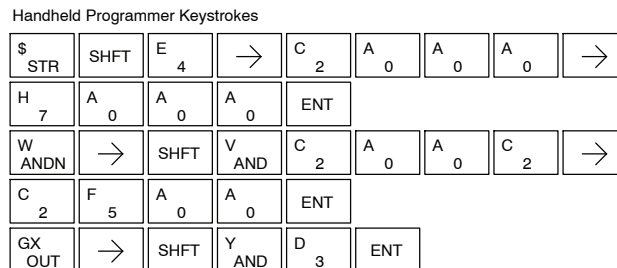 Handheld Programmer Keystrokes
$ STR SHFT E 4 → C 2 A 0 A 0 A 0 →
H 7 A 0 A 0 A 0 ENT
W ANDN → SHFT V AND C 2 A 0 A 0 C 2 →
C 2 F 5 A 0 A 0 ENT
GX OUT → SHFT Y AND D 3 ENT